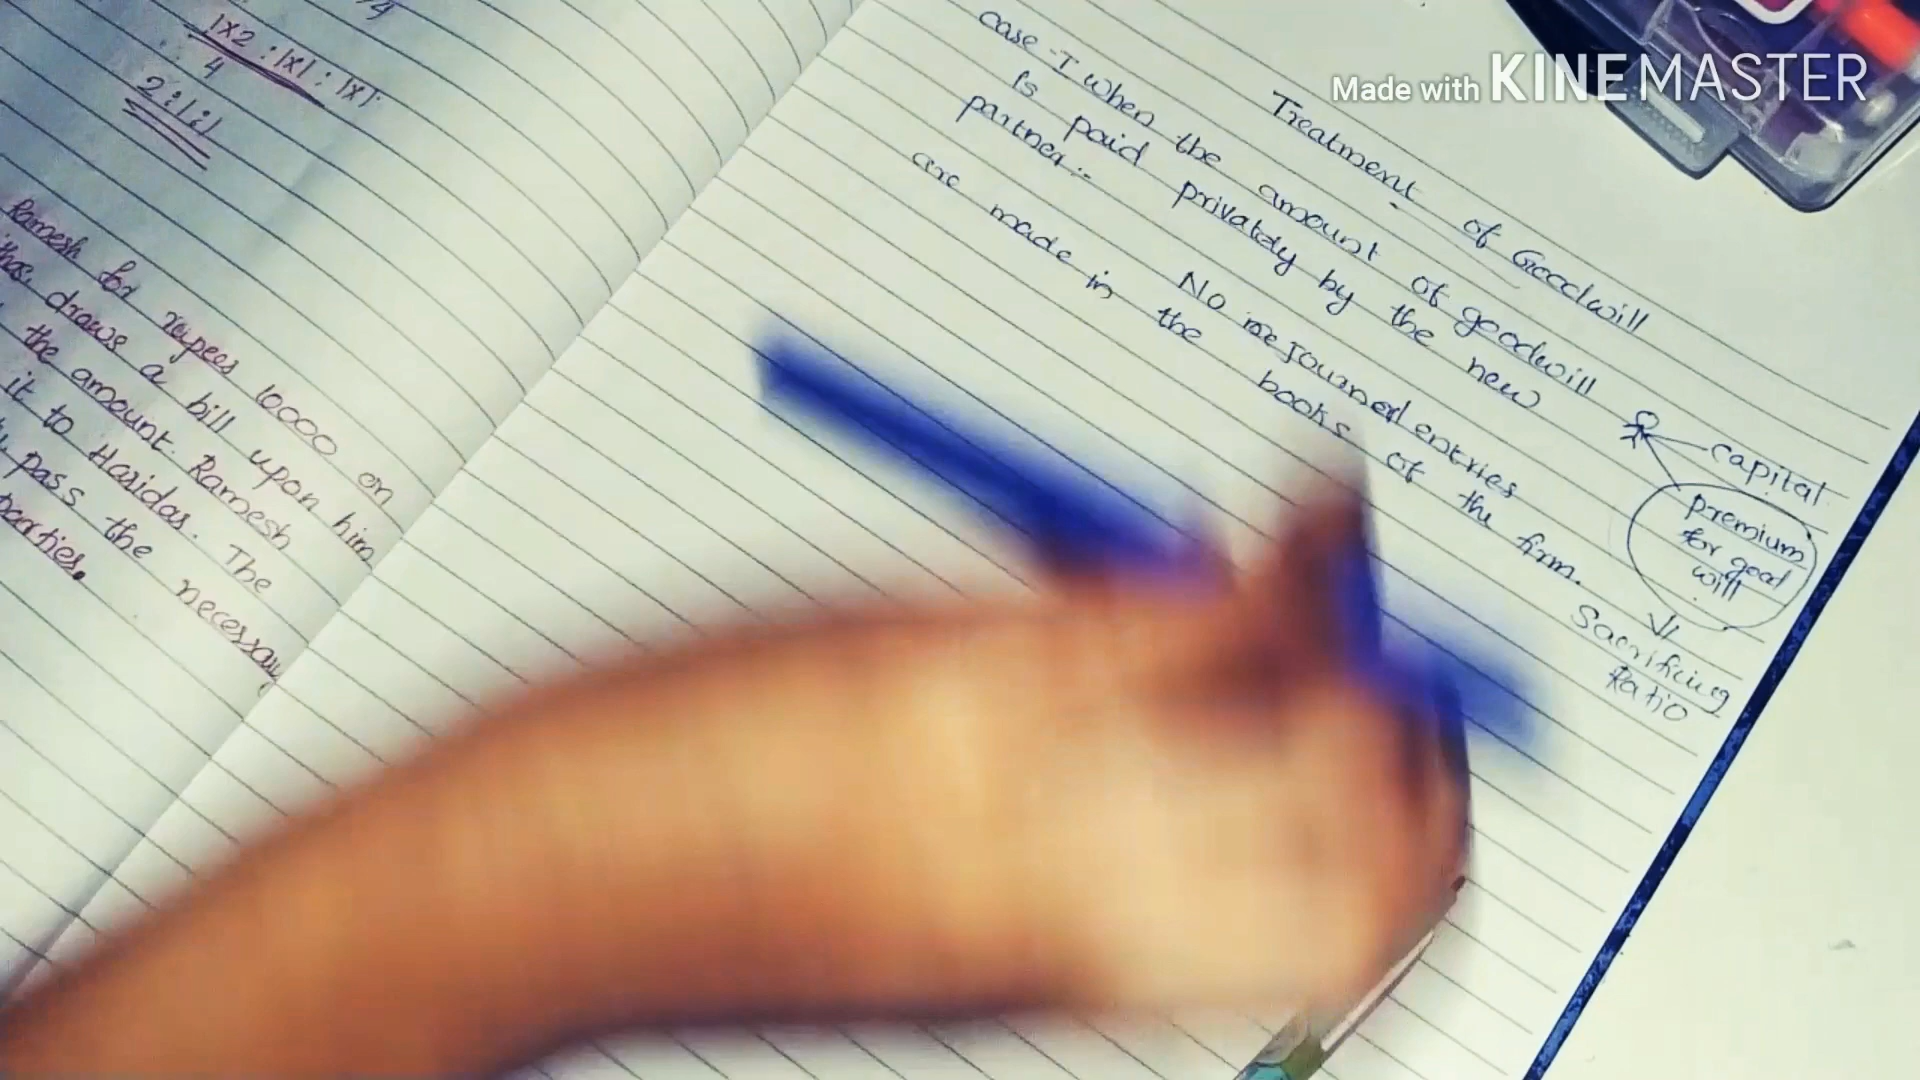 1x2 : 1x1 : 1x1
4
2:1:1
Ramesh for rupees 10000 on
draws a bill upon him
the amount. Ramesh
it to Haridas. The
pass the necessary
parties.
Made with KINEMASTER
Treatment of Goodwill
case - I when the amount of goodwill
is paid privately by the new
partner:-
No journal entries
are made in the books of the firm.
capital
premium
for good
will
Sacrificing
Ratio